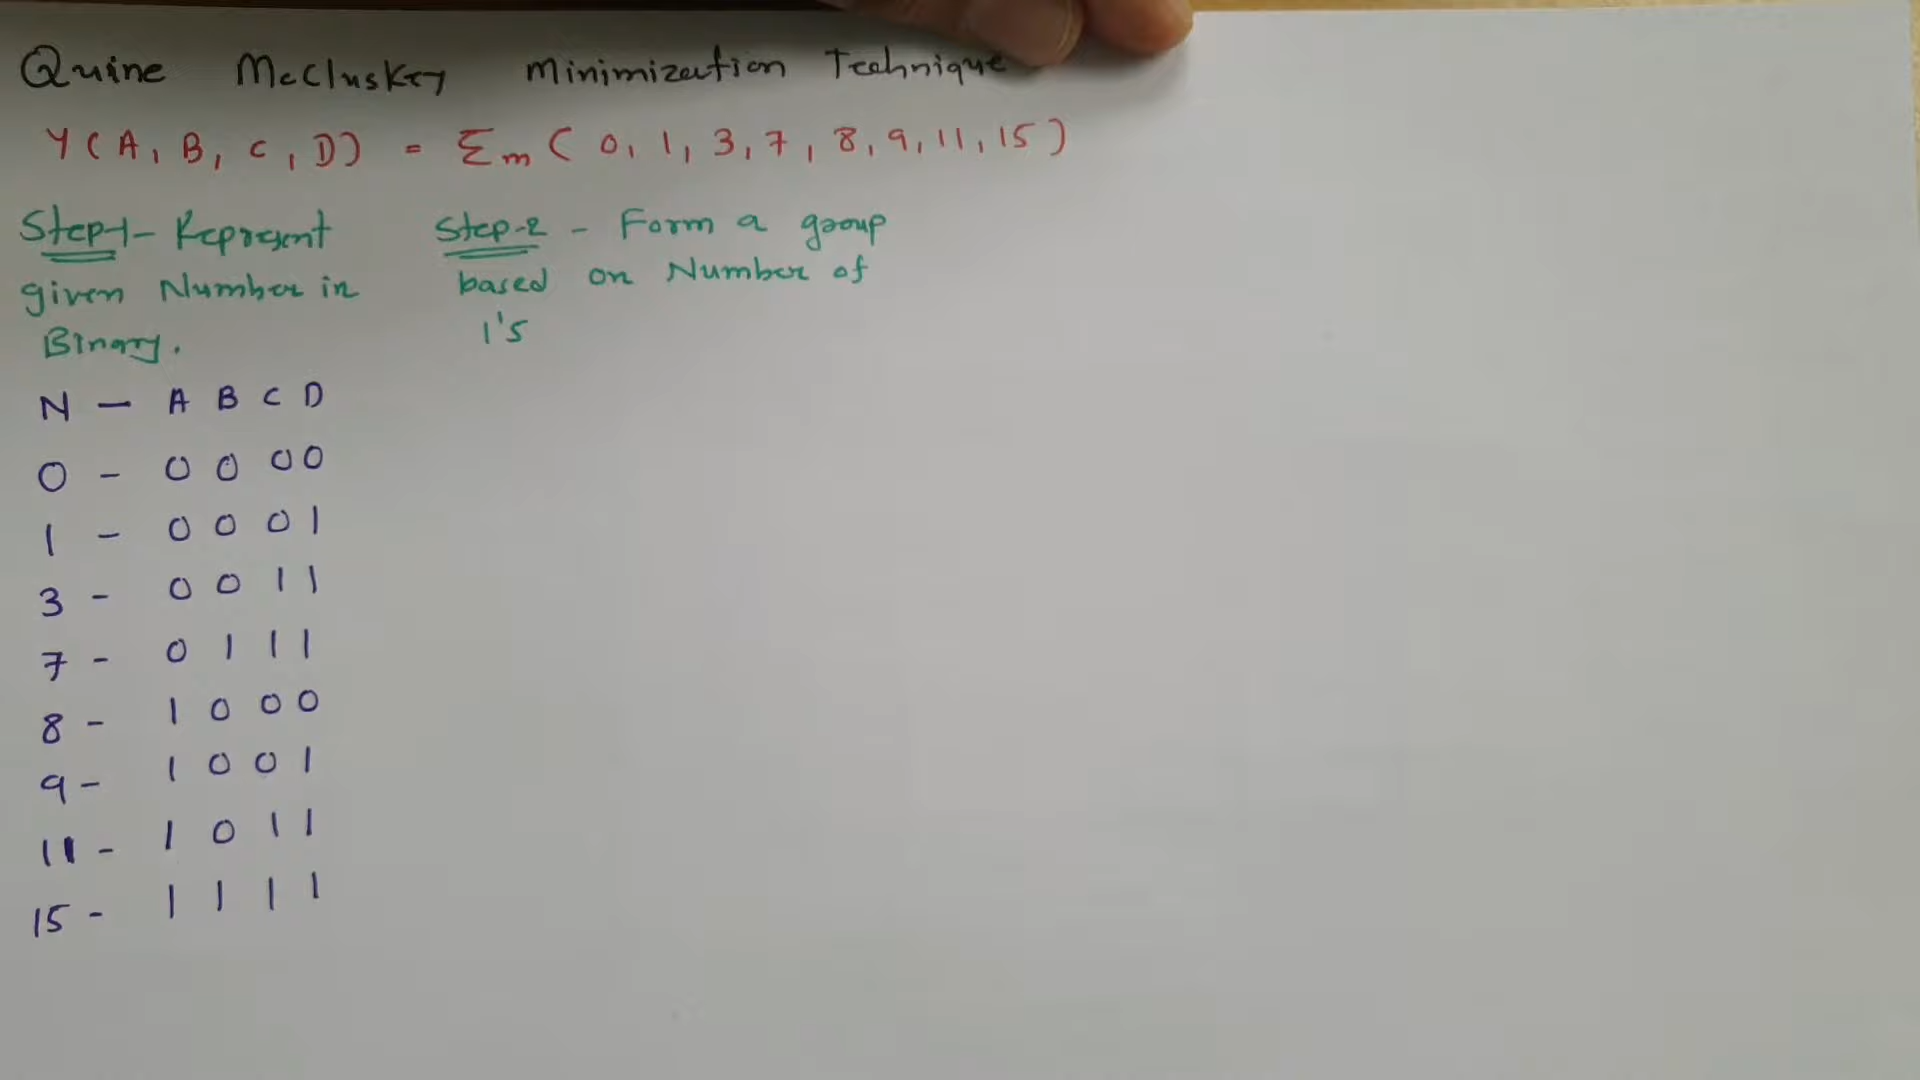 Quine McCluskey Minimization Technique
Y(A, B, C, D) = Σm(0, 1, 3, 7, 8, 9, 11, 15)
Step-1- Represent
given Number in
Binary.
Step-2 - Form a group
based on Number of
1's
N - A B C D
0 - 0 0 0 0
1 - 0 0 0 1
3 - 0 0 1 1
7 - 0 1 1 1
8 - 1 0 0 0
9 - 1 0 0 1
11 - 1 0 1 1
15 - 1 1 1 1